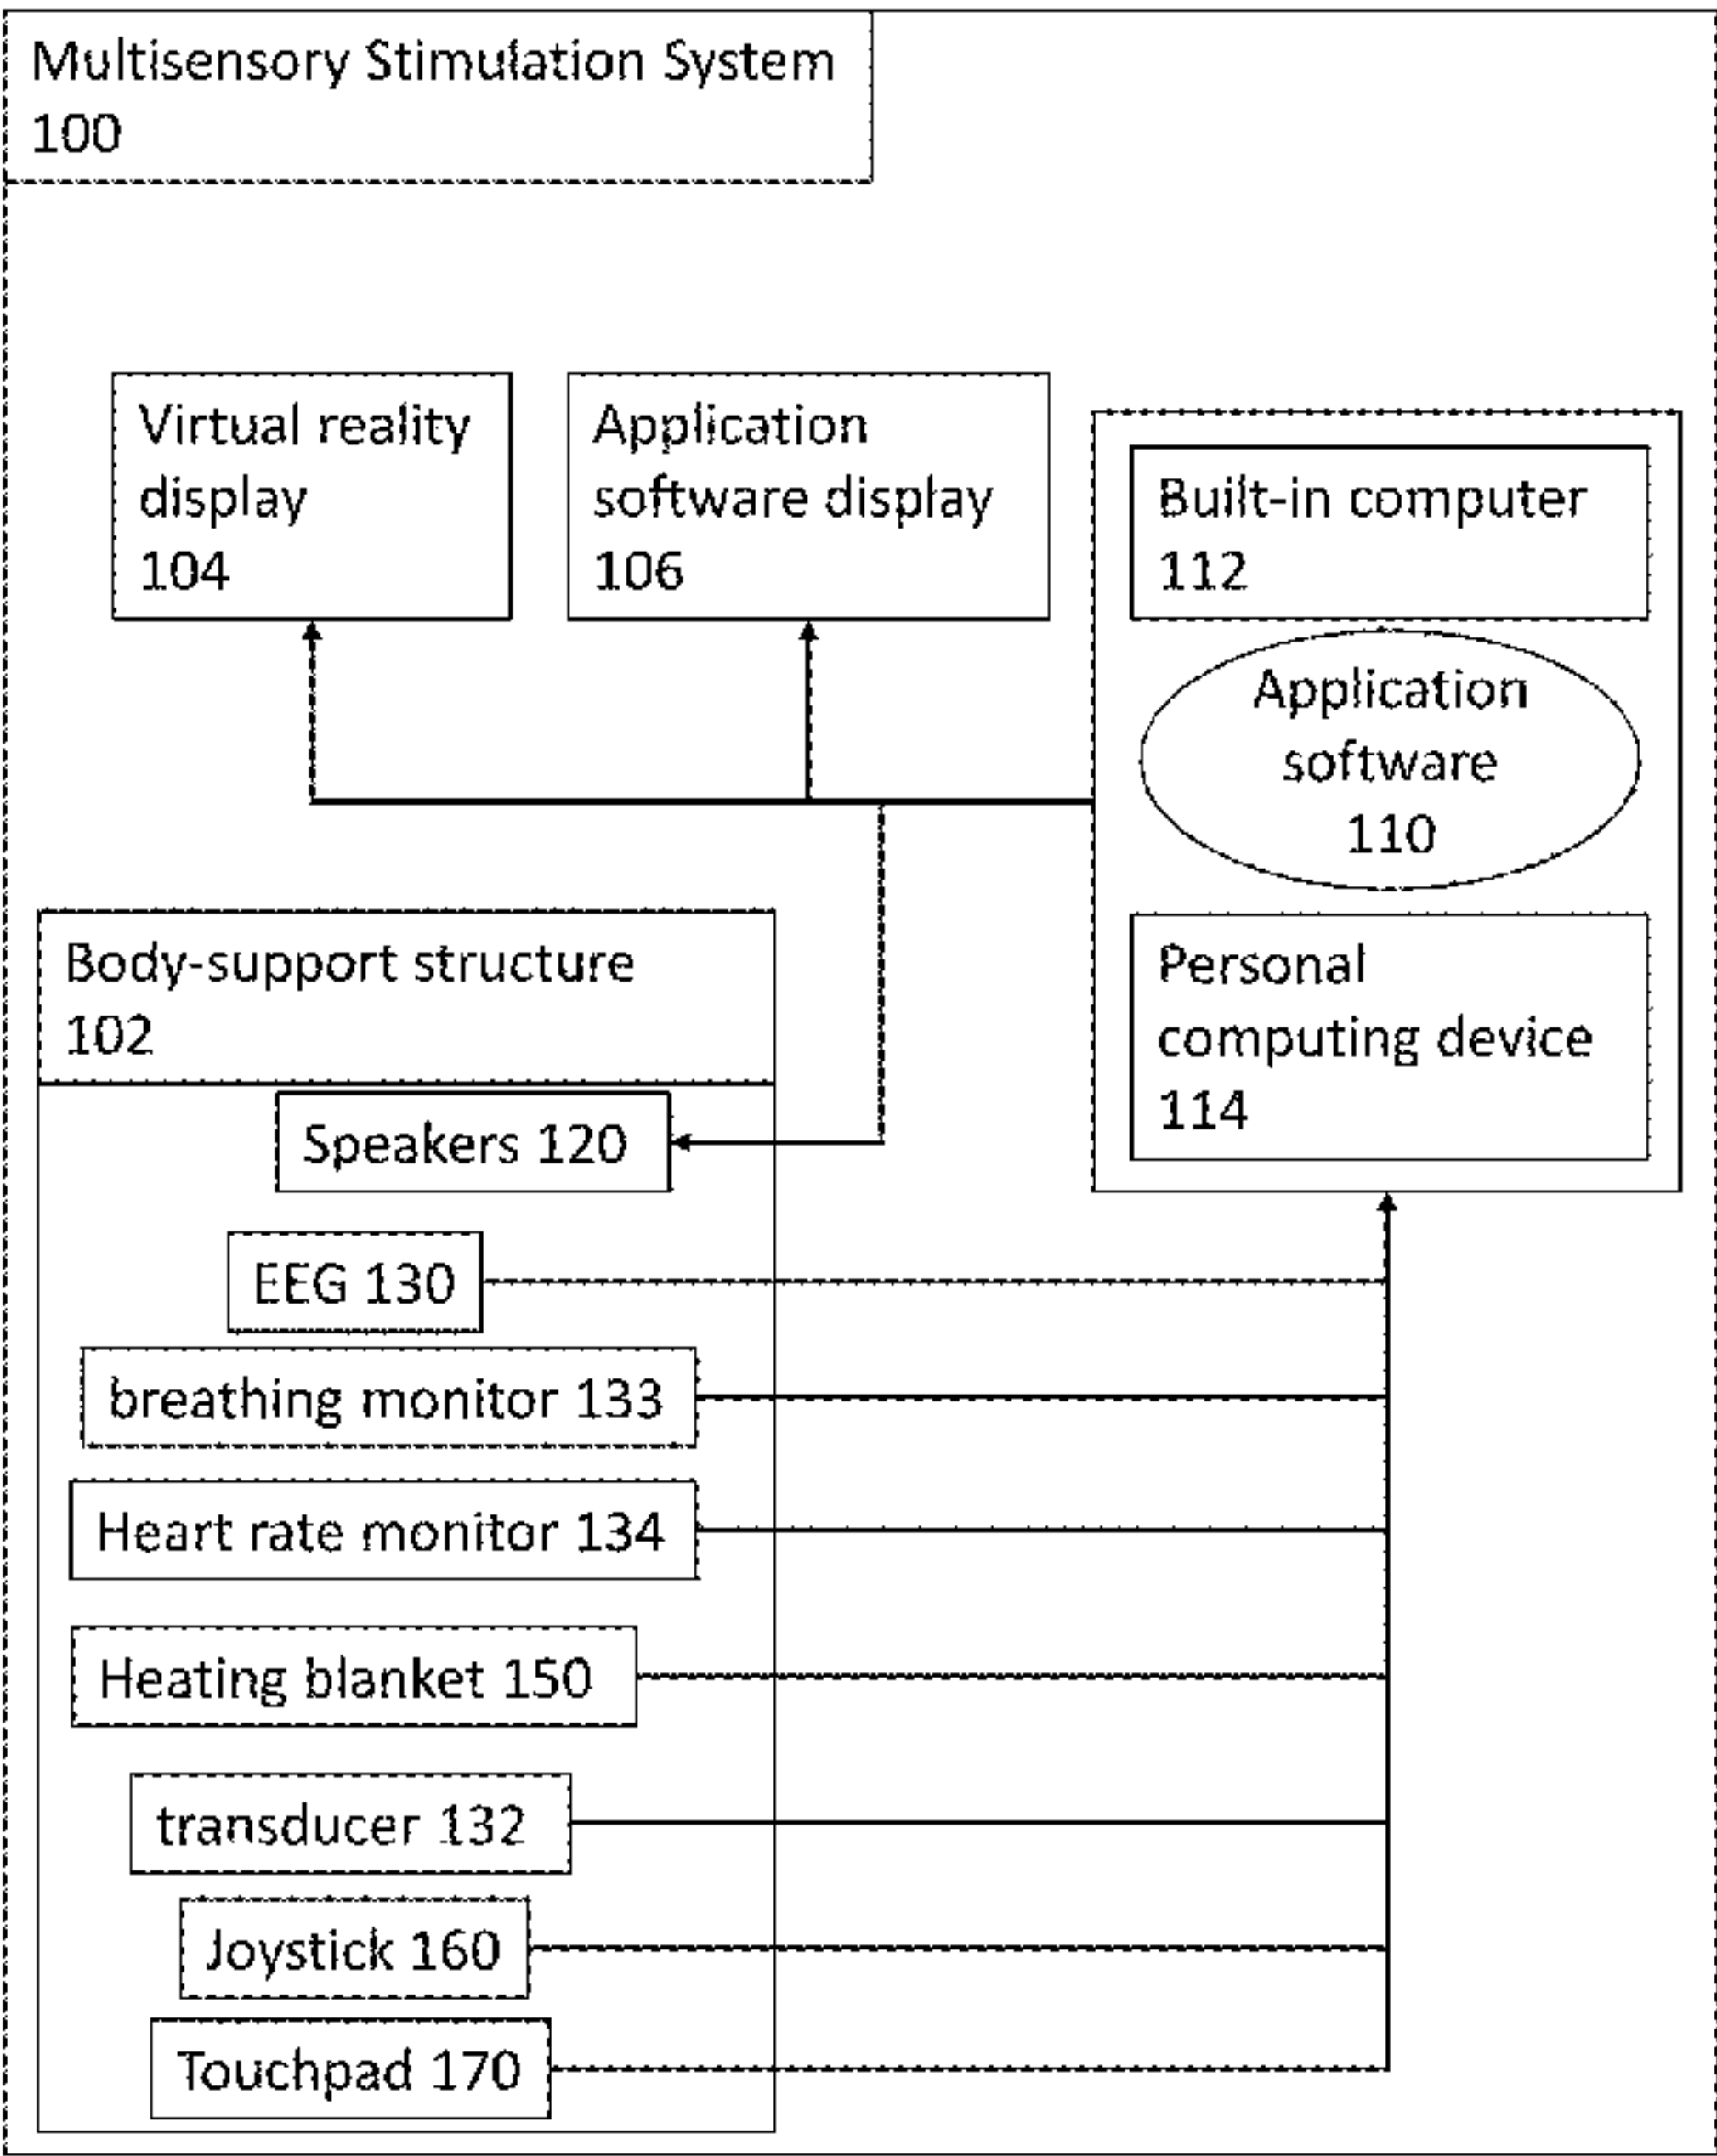 Multisensory Stimulation System
100
Virtual reality
display
104
Application
software display
106
Built-in computer
112
Application
software
110
Personal
computing device
114
Body-support structure
102
Speakers 120
EEG 130
breathing monitor 133
Heart rate monitor 134
Heating blanket 150
transducer 132
Joystick 160
Touchpad 170